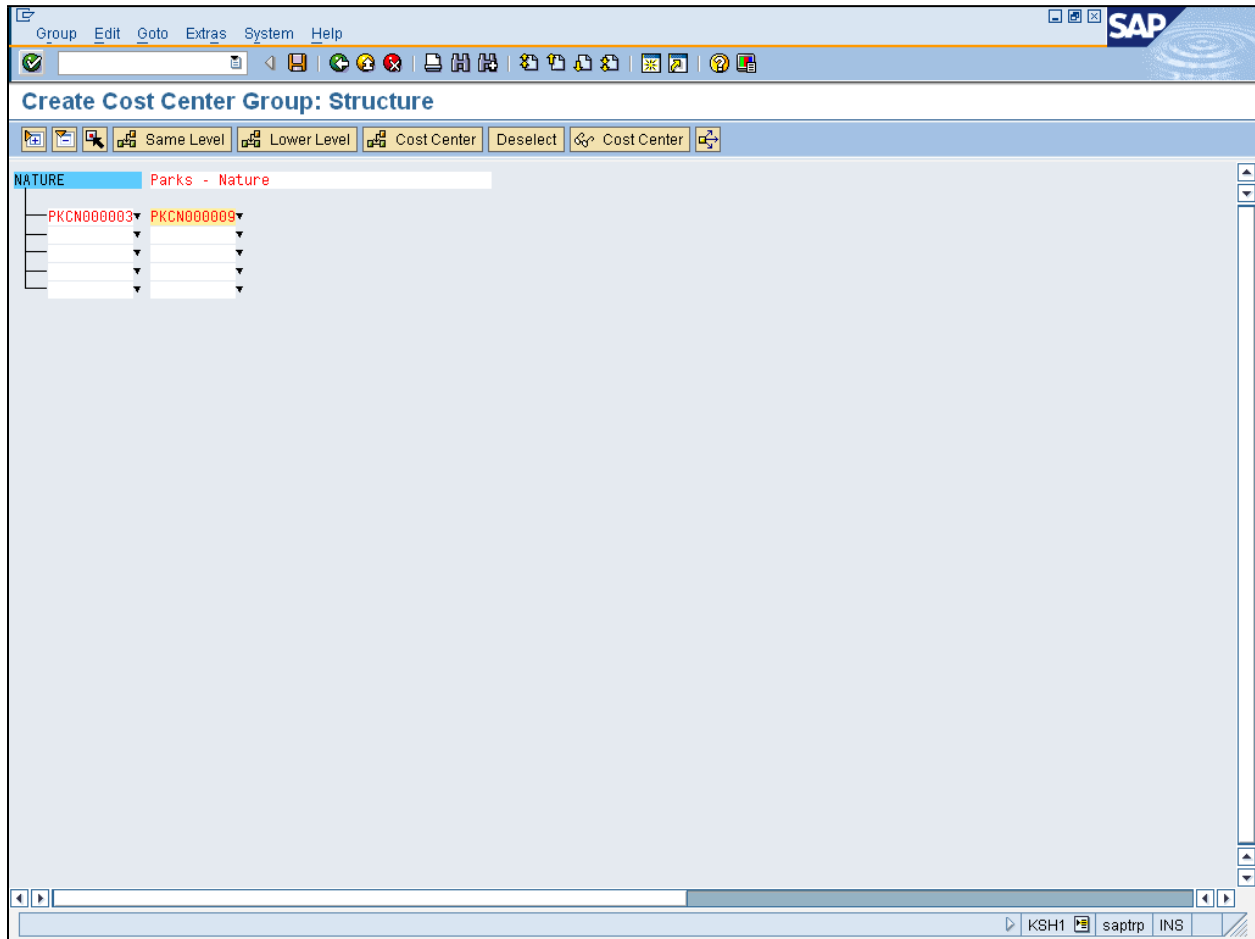 Group Edit Goto Extras System Help
SAP
Create Cost Center Group: Structure
Same Level Lower Level Cost Center Deselect Cost Center
NATURE Parks - Nature
PKCN000003 PKCN000009
KSH1 saptrp INS